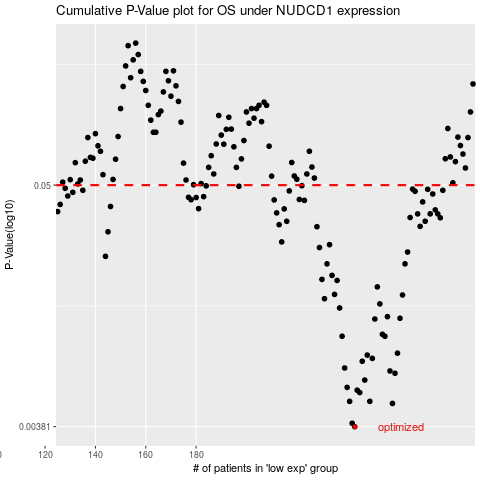 Cumulative P-Value plot for OS under NUDCD1 expression
P-Value(log10)
0.05
0.00381
optimized
0
120
140
160
180
# of patients in 'low exp' group